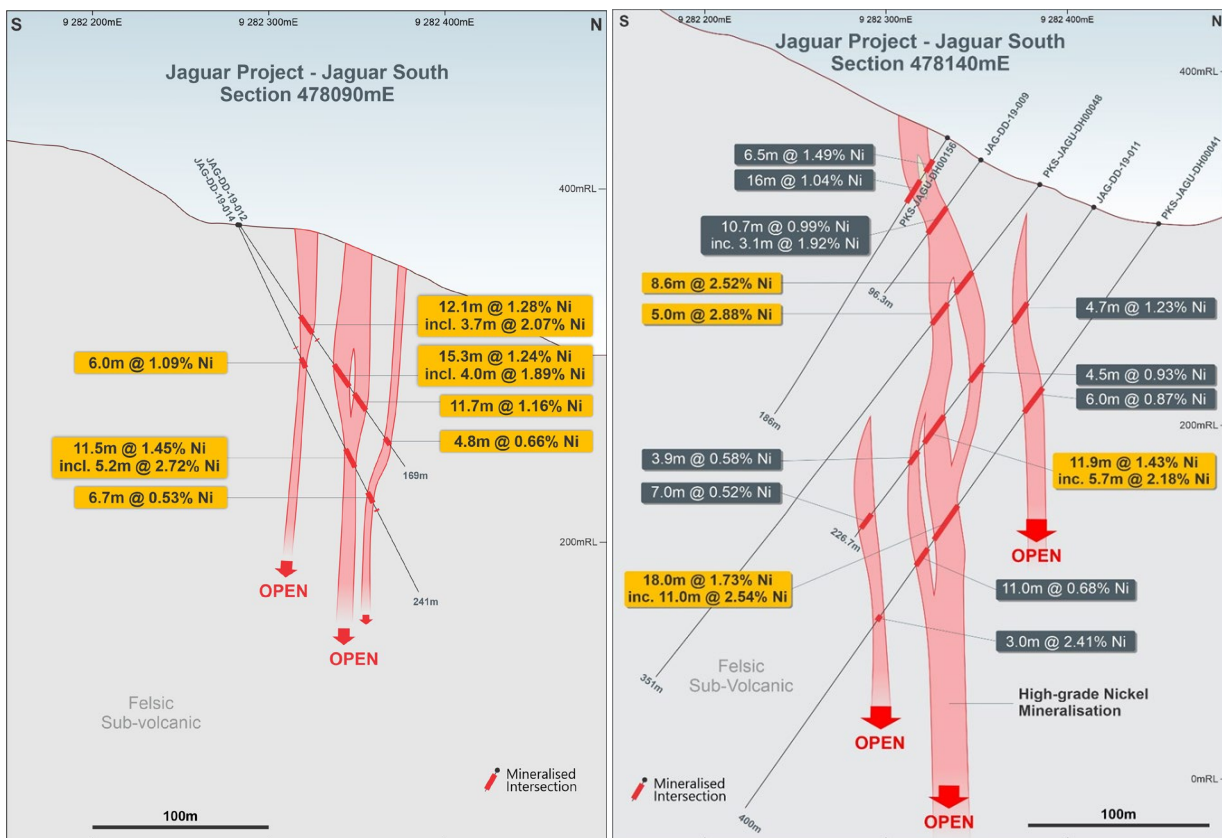 S
9 282 200mE
9 282 300mE
9 282 400mE
N
Jaguar Project - Jaguar South
Section 478090mE
JAG-DD-19-012
JAG-DD-19-014
400mRL
12.1m @ 1.28% Ni
incl. 3.7m @ 2.07% Ni
6.0m @ 1.09% Ni
15.3m @ 1.24% Ni
incl. 4.0m @ 1.89% Ni
11.7m @ 1.16% Ni
11.5m @ 1.45% Ni
incl. 5.2m @ 2.72% Ni
4.8m @ 0.66% Ni
169m
6.7m @ 0.53% Ni
200mRL
OPEN
241m
OPEN
Felsic
Sub-volcanic
Mineralised
Intersection
100m
S
9 282 200mE
9 282 300mE
9 282 400mE
N
Jaguar Project - Jaguar South
Section 478140mE
400mRL
PKS-JAGU-DH00156
JAG-DD-19-009
PKS-JAGU-DH00048
JAG-DD-19-011
PKS-JAGU-DH00041
6.5m @ 1.49% Ni
16m @ 1.04% Ni
10.7m @ 0.99% Ni
inc. 3.1m @ 1.92% Ni
8.6m @ 2.52% Ni
96.3m
5.0m @ 2.88% Ni
4.7m @ 1.23% Ni
4.5m @ 0.93% Ni
6.0m @ 0.87% Ni
186m
200mRL
3.9m @ 0.58% Ni
11.9m @ 1.43% Ni
inc. 5.7m @ 2.18% Ni
7.0m @ 0.52% Ni
226.7m
OPEN
18.0m @ 1.73% Ni
inc. 11.0m @ 2.54% Ni
11.0m @ 0.68% Ni
3.0m @ 2.41% Ni
351m
Felsic
Sub-Volcanic
High-grade Nickel
Mineralisation
OPEN
0mRL
Mineralised
Intersection
400m
OPEN
100m